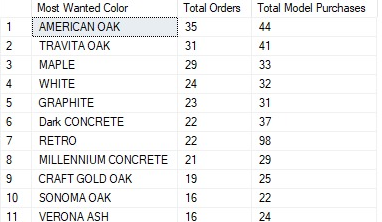 Most Wanted Color Total Orders Total Model Purchases
1 AMERICAN OAK 35 44
2 TRAVITA OAK 31 41
3 MAPLE 29 33
4 WHITE 24 32
5 GRAPHITE 23 31
6 Dark CONCRETE 22 37
7 RETRO 22 98
8 MILLENNIUM CONCRETE 21 29
9 CRAFT GOLD OAK 19 25
10 SONOMA OAK 16 22
11 VERONA ASH 16 24